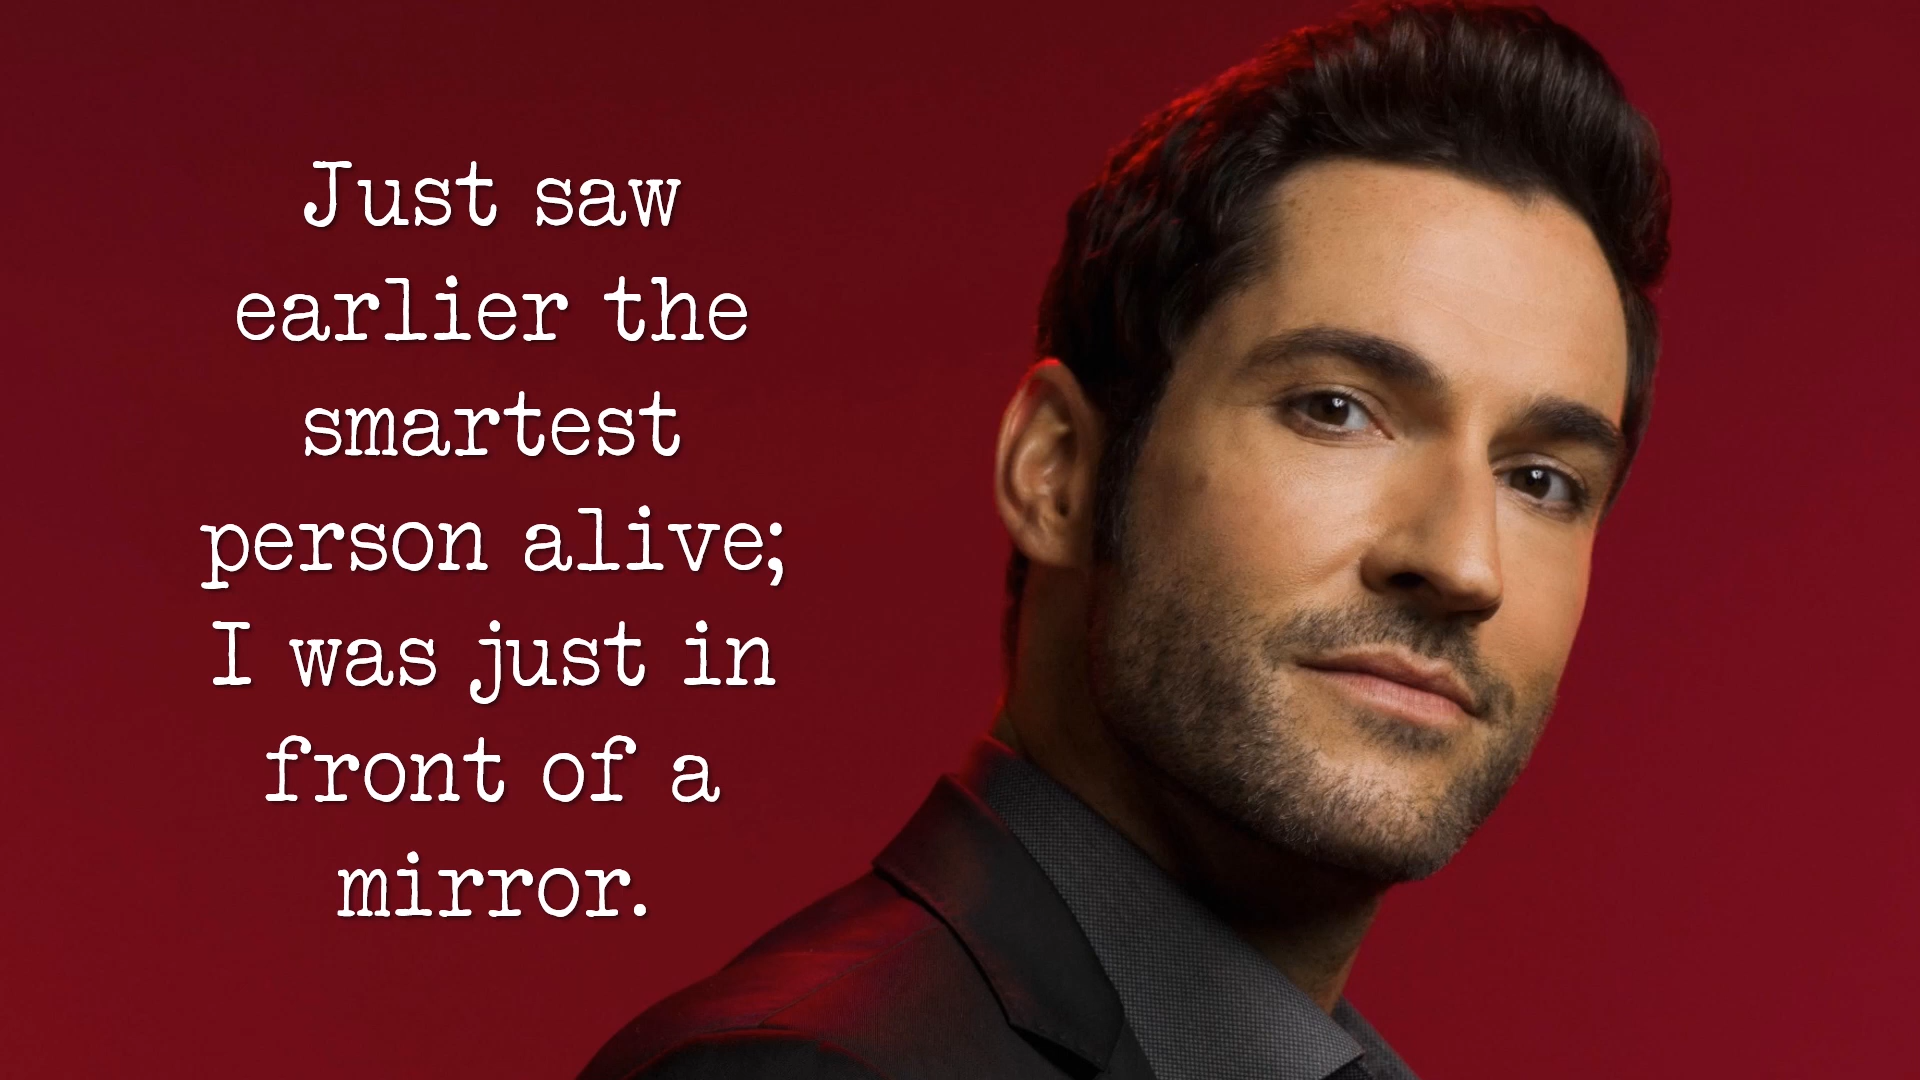 Just saw
earlier the
smartest
person alive;
I was just in
front of a
mirror.